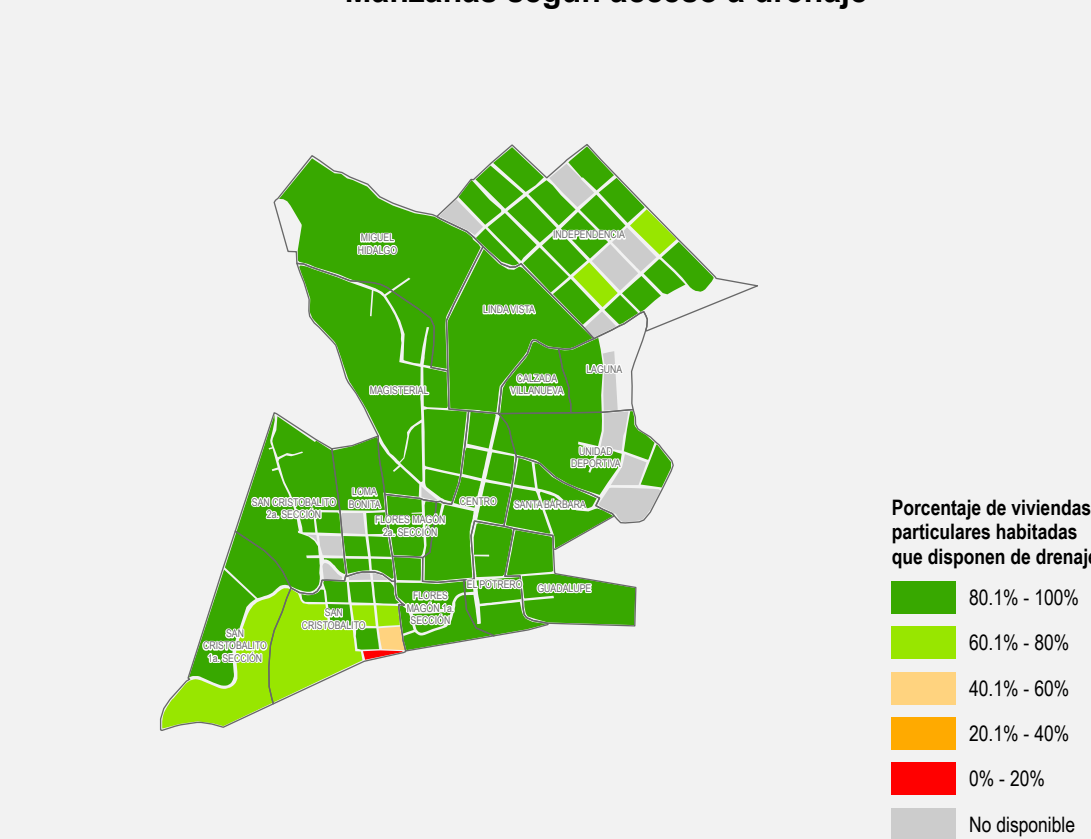 Manzanas según acceso a drenaje
INDEPENDENCIA
MIGUEL
HIDALGO
LINDA VISTA
LAGUNA
CALZADA
VILLANUEVA
MAGISTERIAL
UNIDAD
DEPORTIVA
SAN CRISTOBALITO
2a. SECCIÓN
LOMA
BONITA
CENTRO
SANTA BÁRBARA
FLORES MAGÓN
2a. SECCIÓN
EL POTRERO
GUADALUPE
FLORES
MAGÓN 1a.
SECCIÓN
SAN
CRISTOBALITO
SAN
CRISTOBALITO
1a. SECCIÓN
Porcentaje de viviendas
particulares habitadas
que disponen de drenaje
80.1% - 100%
60.1% - 80%
40.1% - 60%
20.1% - 40%
0% - 20%
No disponible